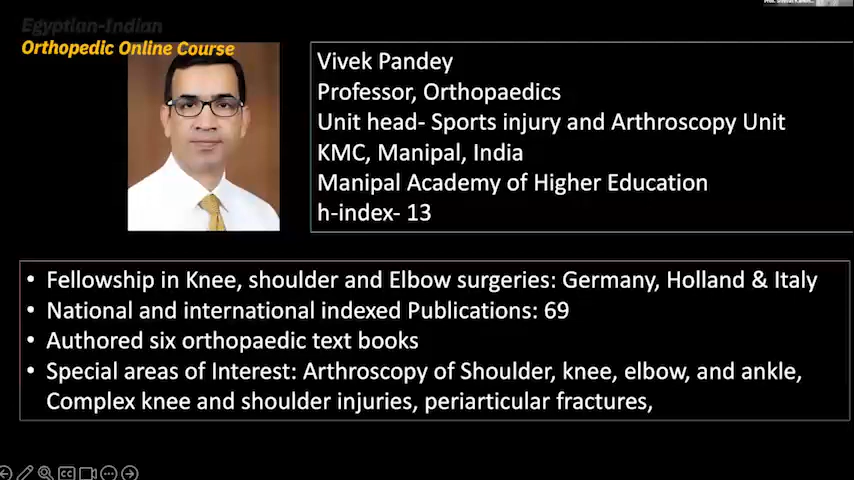 Egyptian-Indian
Orthopedic Online Course
Vivek Pandey
Professor, Orthopaedics
Unit head- Sports injury and Arthroscopy Unit
KMC, Manipal, India
Manipal Academy of Higher Education
h-index- 13
• Fellowship in Knee, shoulder and Elbow surgeries: Germany, Holland & Italy
• National and international indexed Publications: 69
• Authored six orthopaedic text books
• Special areas of Interest: Arthroscopy of Shoulder, knee, elbow, and ankle,
Complex knee and shoulder injuries, periarticular fractures,
CC